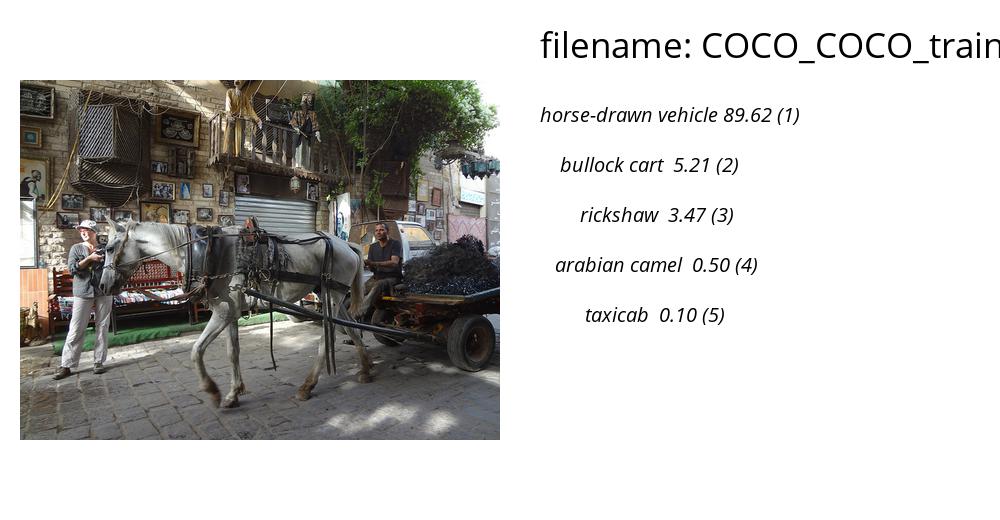 filename: COCO_COCO_train
horse-drawn vehicle 89.62 (1)
bullock cart 5.21 (2)
rickshaw 3.47 (3)
arabian camel 0.50 (4)
taxicab 0.10 (5)